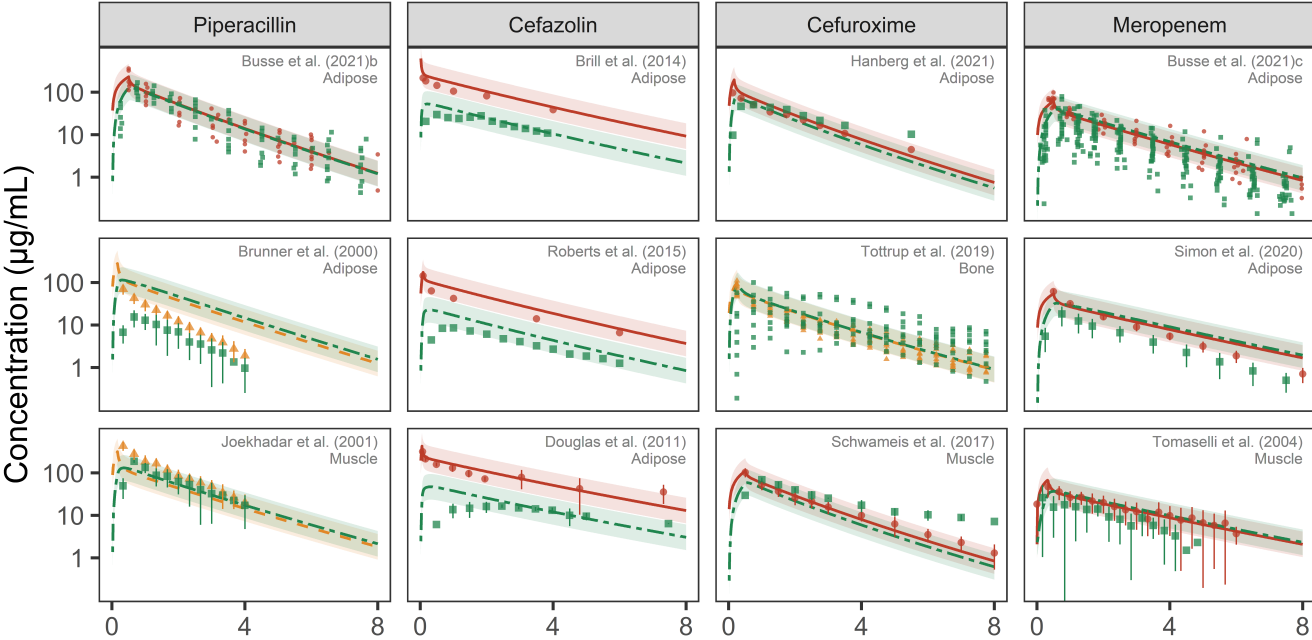 Piperacillin
Cefazolin
Cefuroxime
Meropenem
Concentration (μg/mL)
Busse et al. (2021)b
Adipose
Brill et al. (2014)
Adipose
Hanberg et al. (2021)
Adipose
Busse et al. (2021)c
Adipose
100
10
1
Brunner et al. (2000)
Adipose
Roberts et al. (2015)
Adipose
Tottrup et al. (2019)
Bone
Simon et al. (2020)
Adipose
100
10
1
Joekhadar et al. (2001)
Muscle
Douglas et al. (2011)
Adipose
Schwameis et al. (2017)
Muscle
Tomaselli et al. (2004)
Muscle
100
10
1
0 4 8 0 4 8 0 4 8 0 4 8